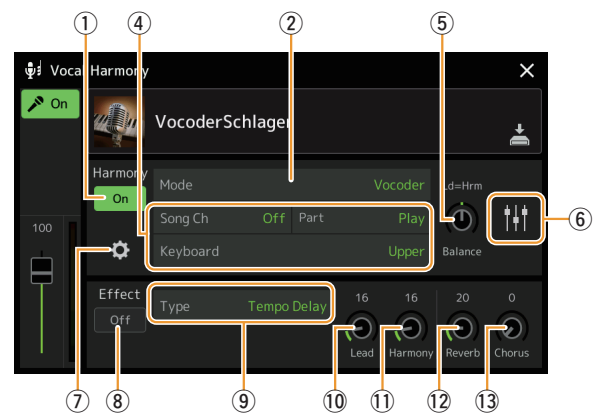 ① ④ ② ⑤
Vocal Harmony
On
VocoderSchlager
Harmony
On
Mode Vocoder
Ld=Hrm
Song Ch Off Part Play
Keyboard Upper
Balance
⑥
100
Effect
Off
Type Tempo Delay
16 16 20 0
Lead Harmony Reverb Chorus
⑦ ⑧ ⑨ ⑩ ⑪ ⑫ ⑬